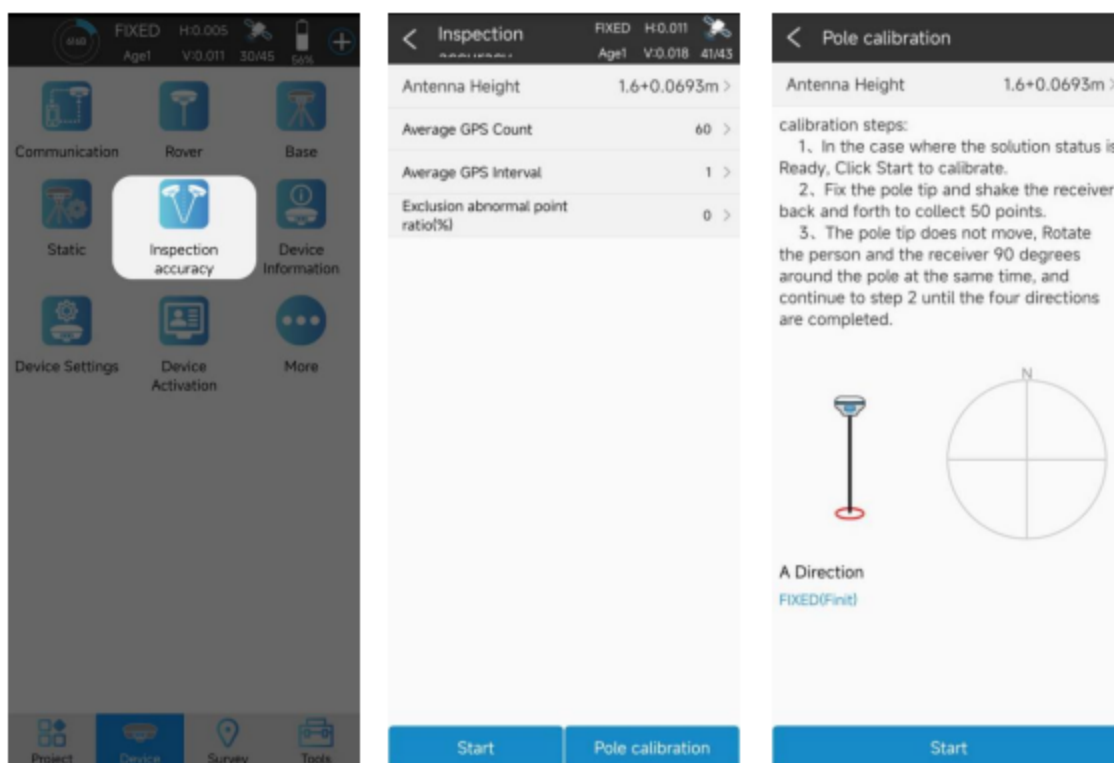 6/60
FIXED H:0.005
Age1 V:0.011 30/45 56%
Communication Rover Base
Static Inspection accuracy Device Information
Device Settings Device Activation More
Project Device Survey Tools
Inspection accuracy
FIXED H:0.011
Age1 V:0.018 41/43
Antenna Height 1.6+0.0693m >
Average GPS Count 60 >
Average GPS Interval 1 >
Exclusion abnormal point
ratio(%) 0 >
Start Pole calibration
Pole calibration
Antenna Height 1.6+0.0693m >
calibration steps:
1、In the case where the solution status is
Ready, Click Start to calibrate.
2、Fix the pole tip and shake the receiver
back and forth to collect 50 points.
3、The pole tip does not move, Rotate
the person and the receiver 90 degrees
around the pole at the same time, and
continue to step 2 until the four directions
are completed.
N
A Direction
FIXED(Finit)
Start